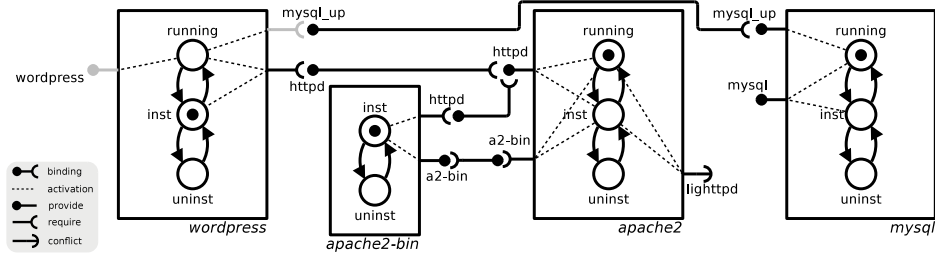 mysql_up
mysql_up
running
httpd
running
running
wordpress
httpd
httpd
mysql
inst
inst
inst
inst
a2-bin
a2-bin
binding
activation
provide
require
conflict
uninst
uninst
uninst
uninst
lighttpd
wordpress
apache2-bin
apache2
mysql